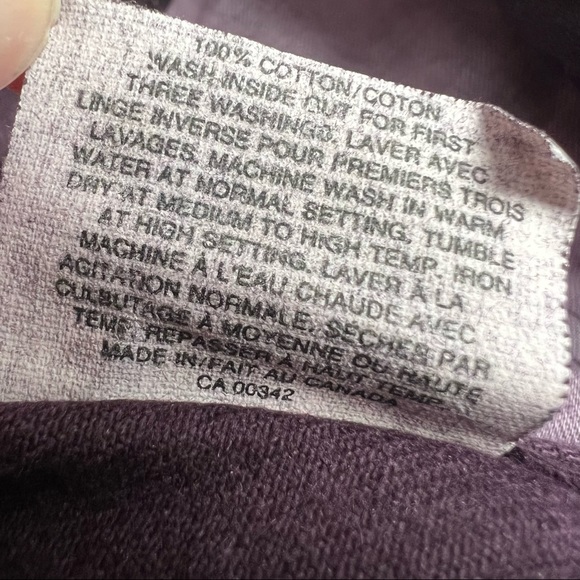 100% COTTON/COTON
WASH INSIDE OUT FOR FIRST
THREE WASHINGS. LAVER AVEC
LINGE INVERSE POUR PREMIERS TROIS
LAVAGES. MACHINE WASH IN WARM
WATER AT NORMAL SETTING. TUMBLE
DRY AT MEDIUM TO HIGH TEMP. IRON
AT HIGH SETTING. LAVER À LA
MACHINE À L'EAU CHAUDE AVEC
AGITATION NORMALE. SÉCHES PAR
CULBUTAGE À MOYENNE OU HAUTE
TEMP. REPASSER À HAUT TEMP.
MADE IN/FAIT AU CANADA
CA 00342